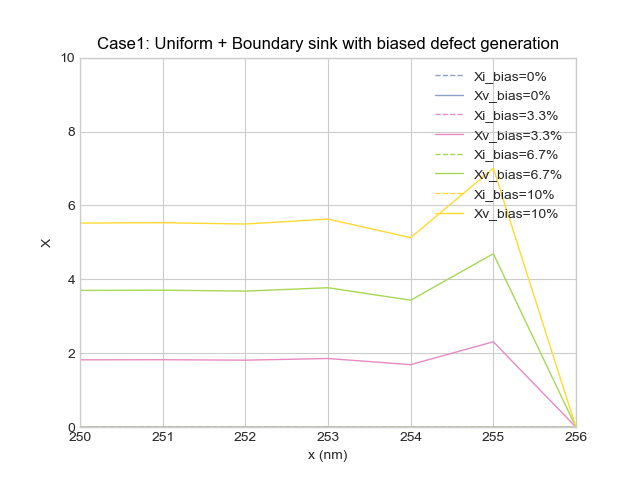 Case1: Uniform + Boundary sink with biased defect generation
10
8
6
4
2
0
X
Xi_bias=0%
Xv_bias=0%
Xi_bias=3.3%
Xv_bias=3.3%
Xi_bias=6.7%
Xv_bias=6.7%
Xi_bias=10%
Xv_bias=10%
250 251 252 253 254 255 256
x (nm)